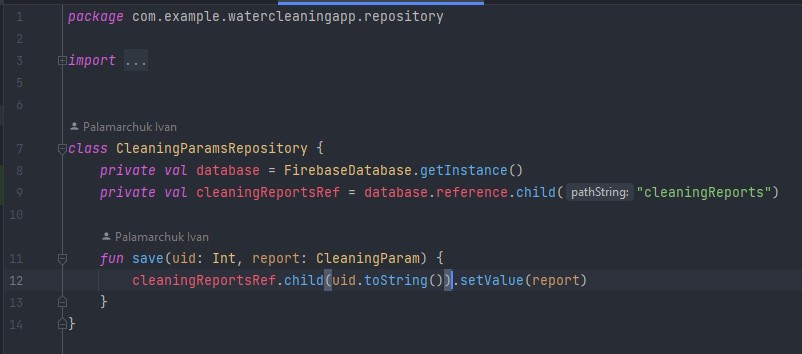 1 package com.example.watercleaningapp.repository
2
3 import ...
5
6
Palamarchuk Ivan
7 class CleaningParamsRepository {
8 private val database = FirebaseDatabase.getInstance()
9 private val cleaningReportsRef = database.reference.child( pathString: "cleaningReports")
10
Palamarchuk Ivan
11 fun save(uid: Int, report: CleaningParam) {
12 cleaningReportsRef.child(uid.toString()).setValue(report)
13 }
14 }